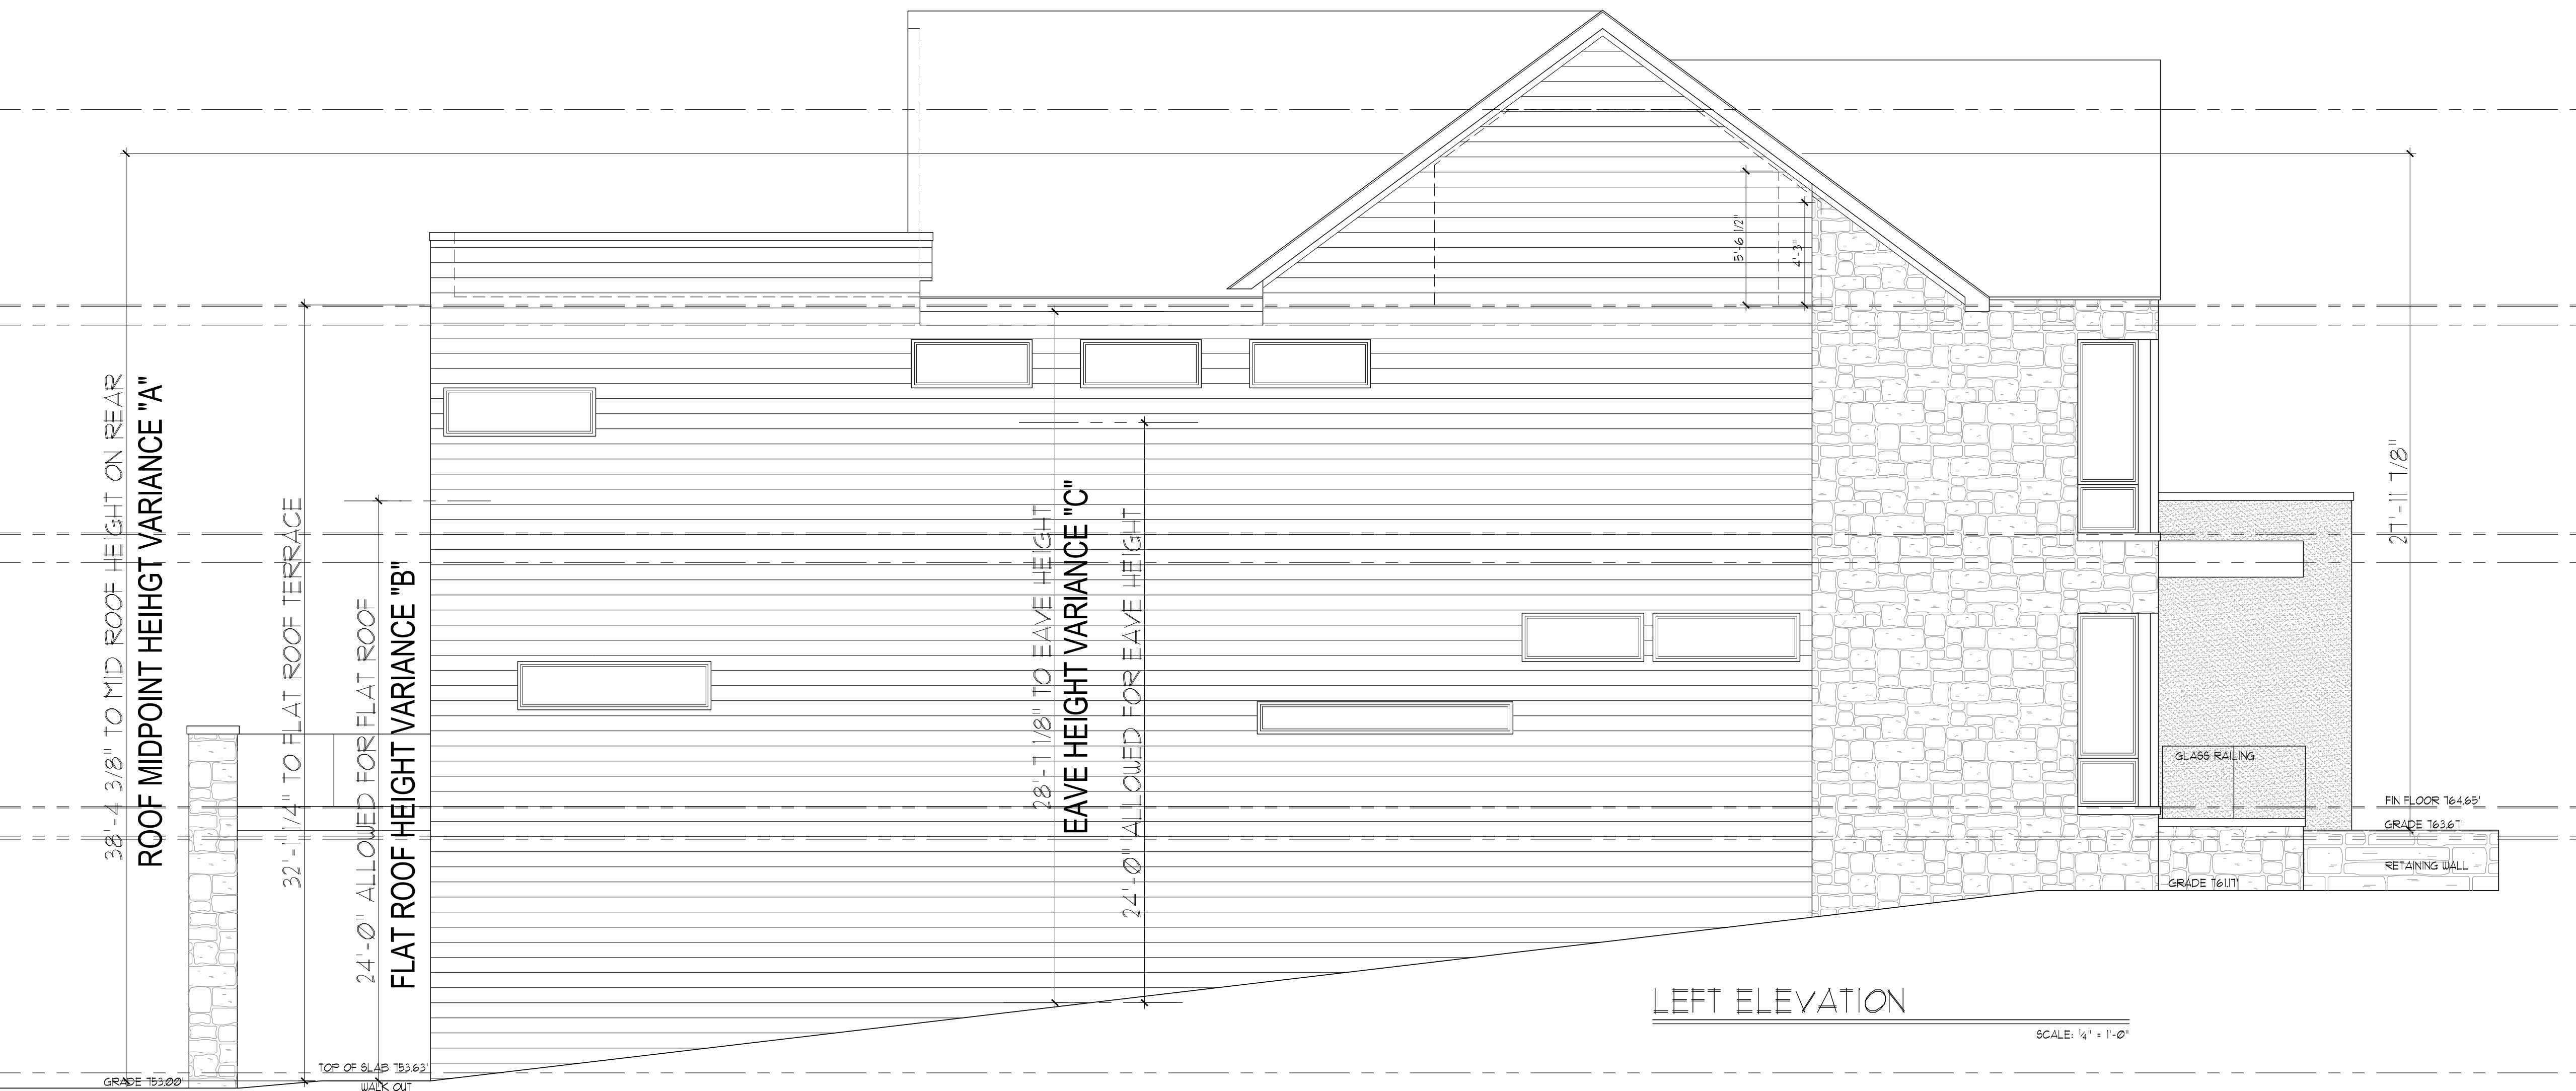 38'-4 3/8" TO MID ROOF HEIGHT ON REAR
ROOF MIDPOINT HEIHGT VARIANCE "A"
32'-1 1/4" TO FLAT ROOF TERRACE
24'-0" ALLOWED FOR FLAT ROOF
FLAT ROOF HEIGHT VARIANCE "B"
28'-7 1/8" TO EAVE HEIGHT
EAVE HEIGHT VARIANCE "C"
24'-0" ALLOWED FOR EAVE HEIGHT
5'-6 1/2"
4'-3"
27'-11 7/8"
GLASS RAILING
FIN FLOOR 764.65'
GRADE 763.67'
RETAINING WALL
GRADE 761.17'
LEFT ELEVATION
SCALE: ¼" = 1'-0"
TOP OF SLAB 753.63'
GRADE 753.00'
WALK OUT